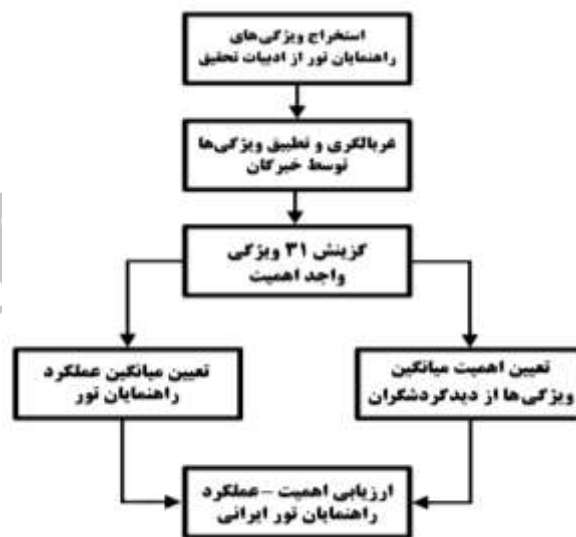 استخراج ویژگی‌های
راهنمایان تور از ادبیات تحقیق
غربالگری و تطبیق ویژگی‌ها
توسط خبرگان
گزینش ۳۱ ویژگی
واجد اهمیت
تعیین اهمیت میانگین
ویژگی‌ها از دیدگردشگران
تعیین میانگین عملکرد
راهنمایان تور
ارزیابی اهمیت – عملکرد
راهنمایان تور ایرانی